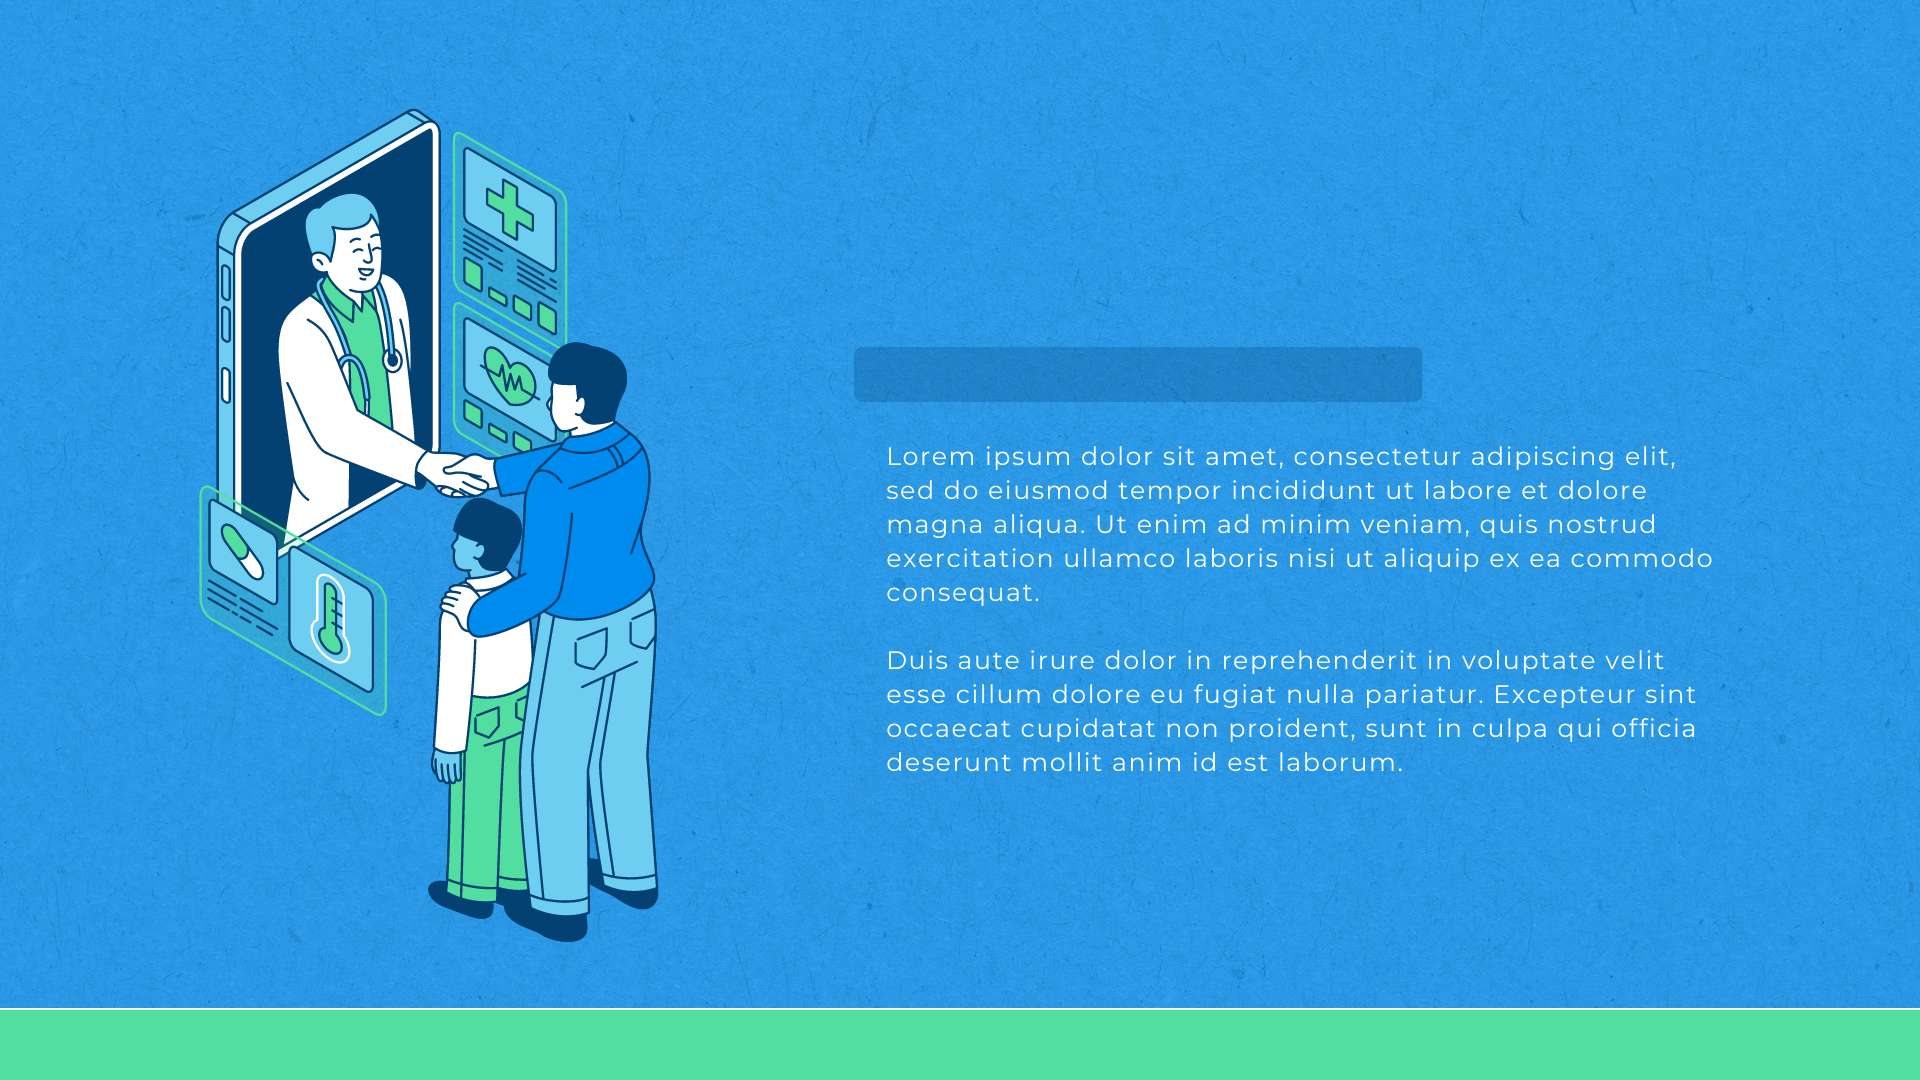 Lorem ipsum dolor sit amet, consectetur adipiscing elit,
sed do eiusmod tempor incididunt ut labore et dolore
magna aliqua. Ut enim ad minim veniam, quis nostrud
exercitation ullamco laboris nisi ut aliquip ex ea commodo
consequat.
Duis aute irure dolor in reprehenderit in voluptate velit
esse cillum dolore eu fugiat nulla pariatur. Excepteur sint
occaecat cupidatat non proident, sunt in culpa qui officia
deserunt mollit anim id est laborum.